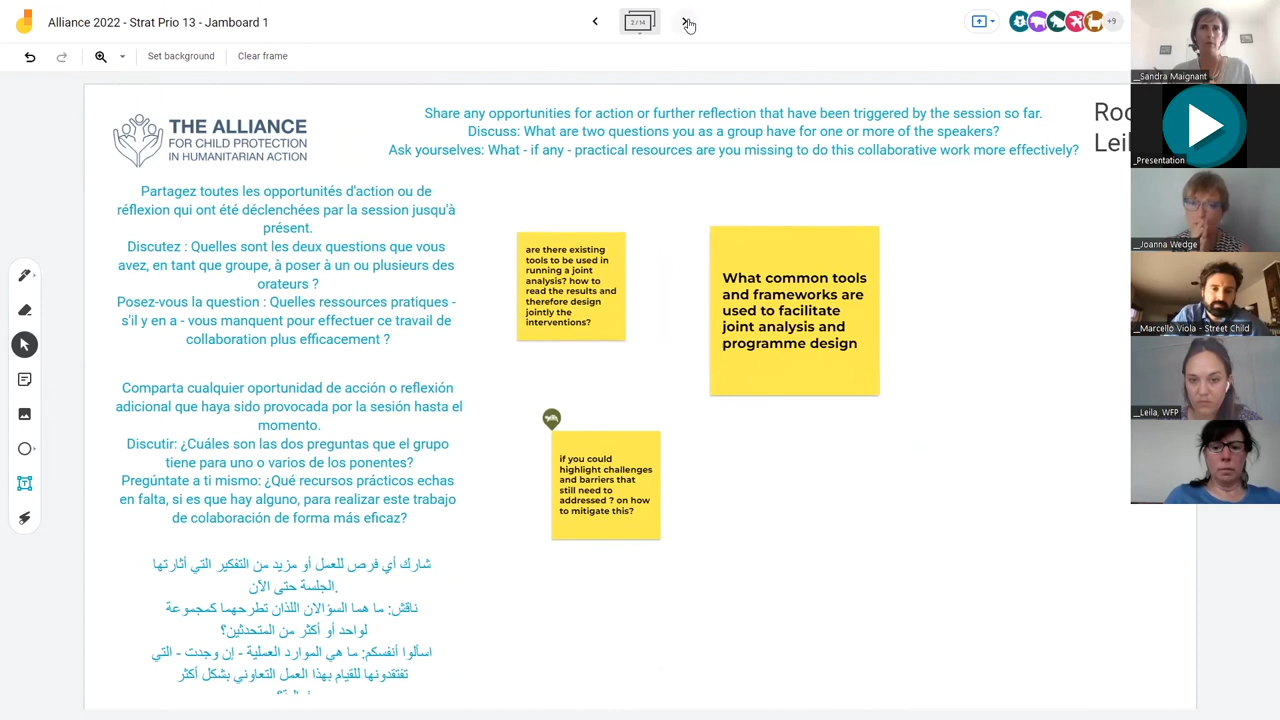 Alliance 2022 - Strat Prio 13 - Jamboard 1
2 / 14
+9
Set background
Clear frame
THE ALLIANCE
FOR CHILD PROTECTION
IN HUMANITARIAN ACTION
Share any opportunities for action or further reflection that have been triggered by the session so far.
Discuss: What are two questions you as a group have for one or more of the speakers?
Ask yourselves: What - if any - practical resources are you missing to do this collaborative work more effectively?
Partagez toutes les opportunités d'action ou de
réflexion qui ont été déclenchées par la session jusqu'à
présent.
Discutez : Quelles sont les deux questions que vous
avez, en tant que groupe, à poser à un ou plusieurs des
orateurs ?
Posez-vous la question : Quelles ressources pratiques -
s'il y en a - vous manquent pour effectuer ce travail de
collaboration plus efficacement ?
Comparta cualquier oportunidad de acción o reflexión
adicional que haya sido provocada por la sesión hasta el
momento.
Discutir: ¿Cuáles son las dos preguntas que el grupo
tiene para uno o varios de los ponentes?
Pregúntate a ti mismo: ¿Qué recursos prácticos echas
en falta, si es que hay alguno, para realizar este trabajo
de colaboración de forma más eficaz?
شارك أي فرص للعمل أو مزيد من التفكير التي أثارتها
الجلسة حتى الآن.
ناقش: ما هما السؤالان اللذان تطرحهما كمجموعة
لواحد أو أكثر من المتحدثين؟
اسألوا أنفسكم: ما هي الموارد العملية - إن وجدت - التي
تفتقدونها للقيام بهذا العمل التعاوني بشكل أكثر
are there existing
tools to be used in
running a joint
analysis? how to
read the results and
therefore design
jointly the
interventions?
What common tools
and frameworks are
used to facilitate
joint analysis and
programme design
if you could
highlight challenges
and barriers that
still need to
addressed ? on how
to mitigate this?
Leil
_Sandra Maignant
_Presentation
_Joanna Wedge
_Marcello Viola - Street Child
_Leila, WFP